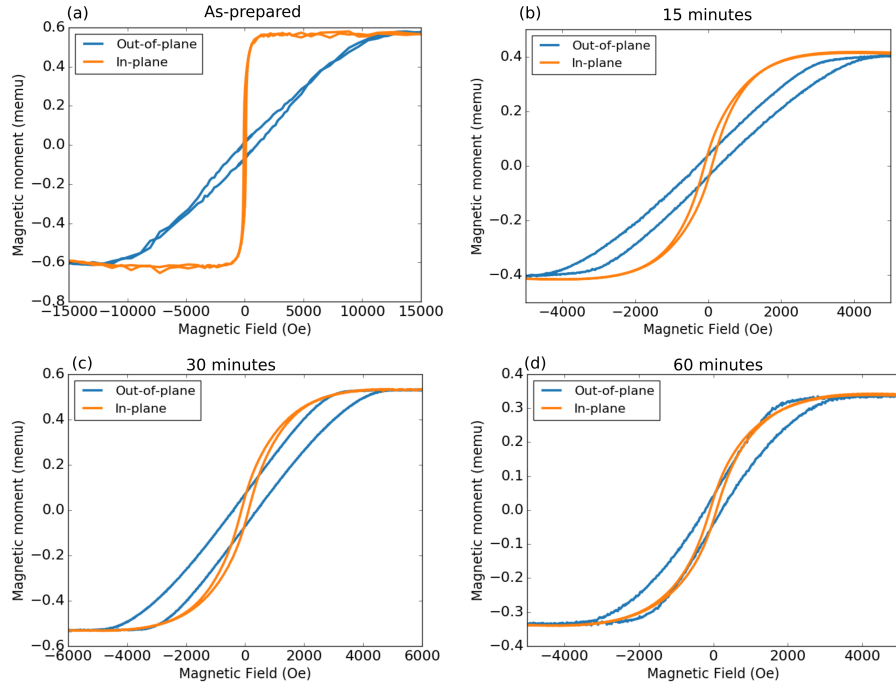 (a) As-prepared
Out-of-plane
In-plane
0.6
0.4
0.2
0.0
−0.2
−0.4
−0.6
−0.8
−15000 −10000 −5000 0 5000 10000 15000
Magnetic Field (Oe)
Magnetic moment (memu)
(b) 15 minutes
Out-of-plane
In-plane
0.4
0.2
0.0
−0.2
−0.4
−4000 −2000 0 2000 4000
Magnetic Field (Oe)
Magnetic moment (memu)
(c) 30 minutes
Out-of-plane
In-plane
0.6
0.4
0.2
0.0
−0.2
−0.4
−0.6
−6000 −4000 −2000 0 2000 4000 6000
Magnetic Field (Oe)
Magnetic moment (memu)
(d) 60 minutes
Out-of-plane
In-plane
0.4
0.3
0.2
0.1
0.0
−0.1
−0.2
−0.3
−0.4
−4000 −2000 0 2000 4000
Magnetic Field (Oe)
Magnetic moment (memu)